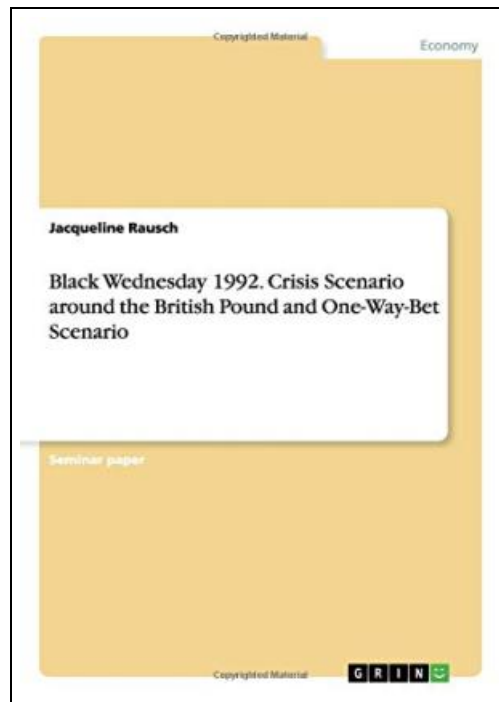 Copyrighted Material
Economy
Jacqueline Rausch
Black Wednesday 1992. Crisis Scenario
around the British Pound and One-Way-Bet
Scenario
Seminar paper
Copyrighted Material
GRIN